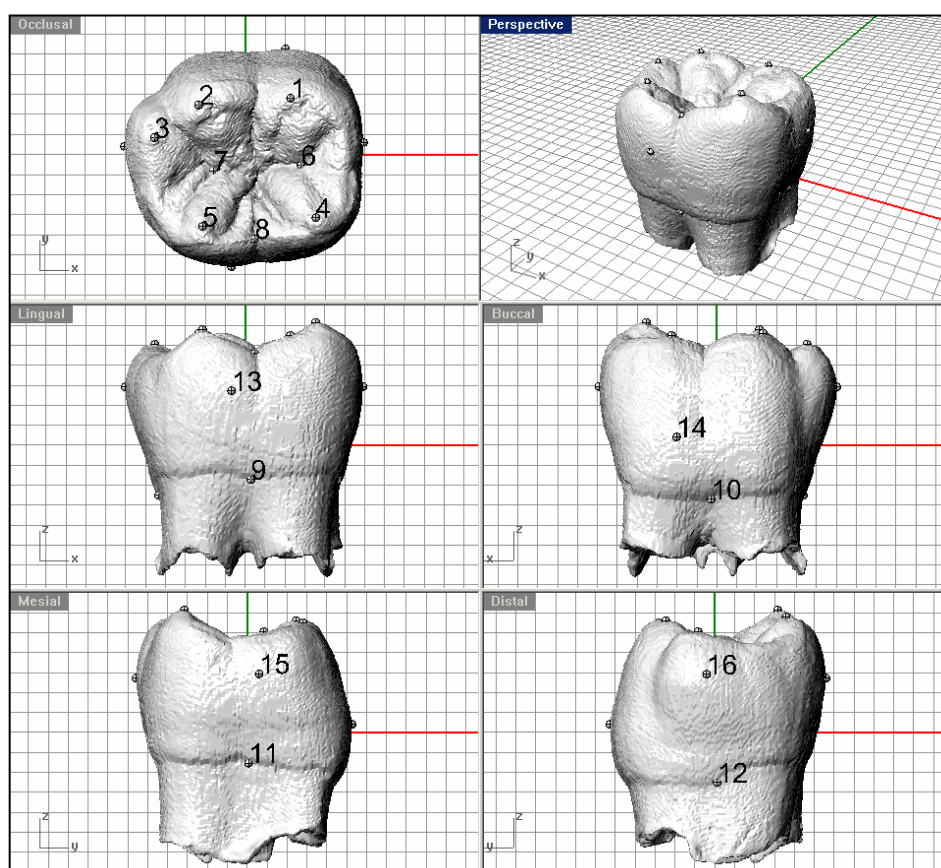 Occlusal
Perspective
2
1
3
7
6
5
8
4
y
x
z
y
x
Lingual
Buccal
13
14
9
10
z
x
z
x
Mesial
Distal
15
16
11
12
z
y
z
y